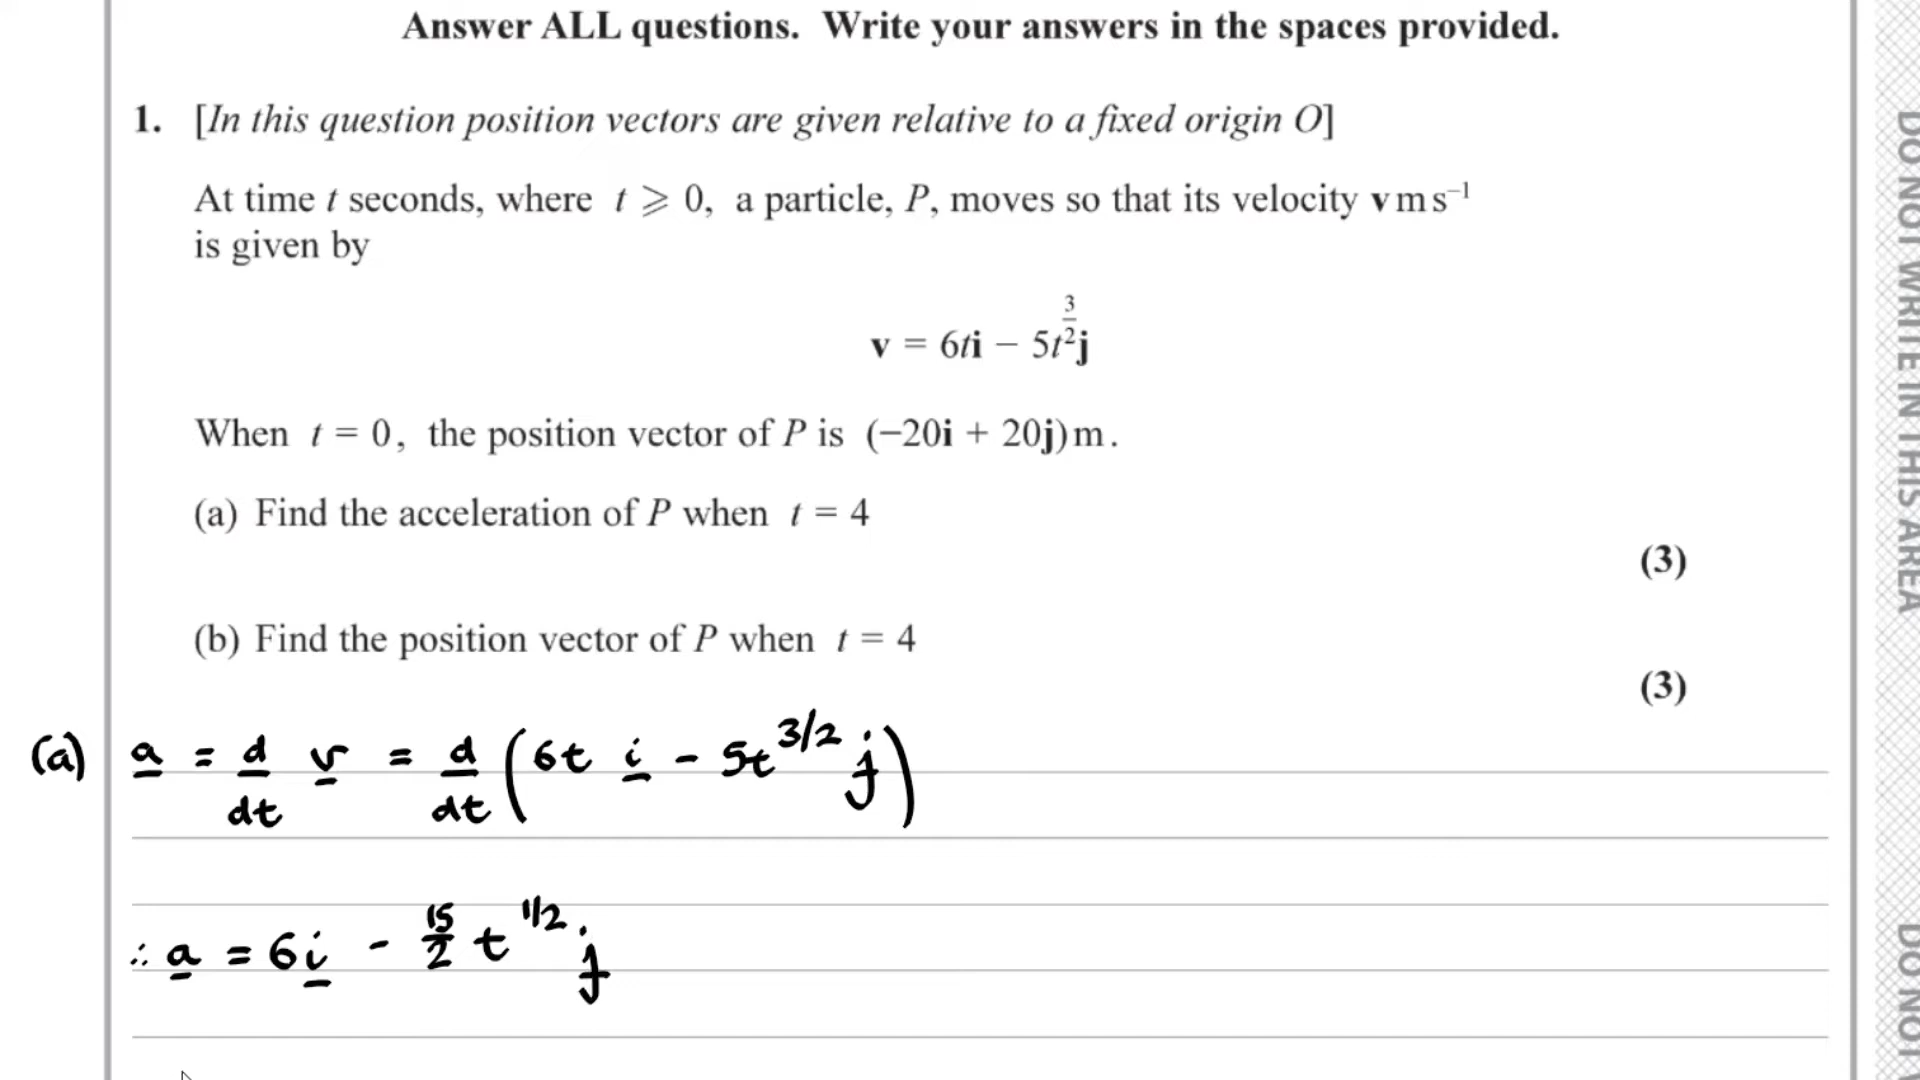 Answer ALL questions. Write your answers in the spaces provided.
1. [In this question position vectors are given relative to a fixed origin O]
At time t seconds, where t ⩾ 0, a particle, P, moves so that its velocity v m s⁻¹
is given by
v = 6ti − 5t^(3/2) j
When t = 0, the position vector of P is (−20i + 20j) m.
(a) Find the acceleration of P when t = 4
(3)
(b) Find the position vector of P when t = 4
(3)
(a) a = d/dt v = d/dt (6t i - 5t^3/2 j)
∴ a = 6i - 15/2 t^1/2 j
DO NOT WRITE IN THIS AREA
DO NOT